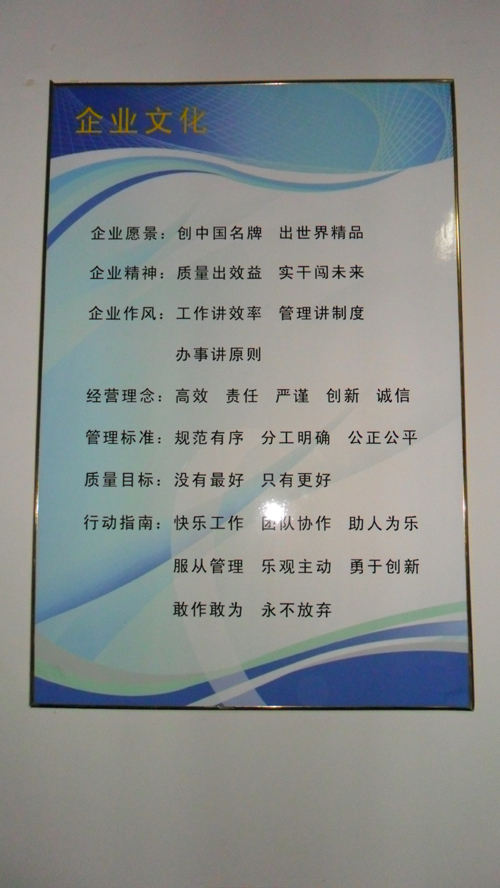 企业文化
企业愿景：创中国名牌 出世界精品
企业精神：质量出效益 实干闯未来
企业作风：工作讲效率 管理讲制度
办事讲原则
经营理念：高效 责任 严谨 创新 诚信
管理标准：规范有序 分工明确 公正公平
质量目标：没有最好 只有更好
行动指南：快乐工作 团队协作 助人为乐
服从管理 乐观主动 勇于创新
敢作敢为 永不放弃